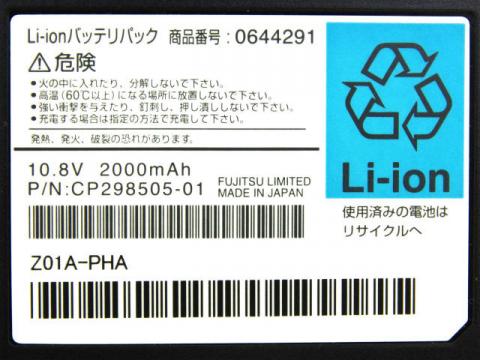 Li-ionバッテリパック 商品番号:0644291
⚠危険
●火の中に入れたり、分解しないで下さい。
●高温(60℃以上)になる場所に放置しないで下さい。
●強い衝撃を与えたり、釘刺し、押し潰ししないで下さい。
●充電する場合は指定の方法で充電して下さい。
発熱、発火、破裂の恐れがあります。
10.8V 2000mAh
P/N:CP298505-01
FUJITSU LIMITED
MADE IN JAPAN
Z01A-PHA
Li-ion
使用済みの電池は
リサイクルへ